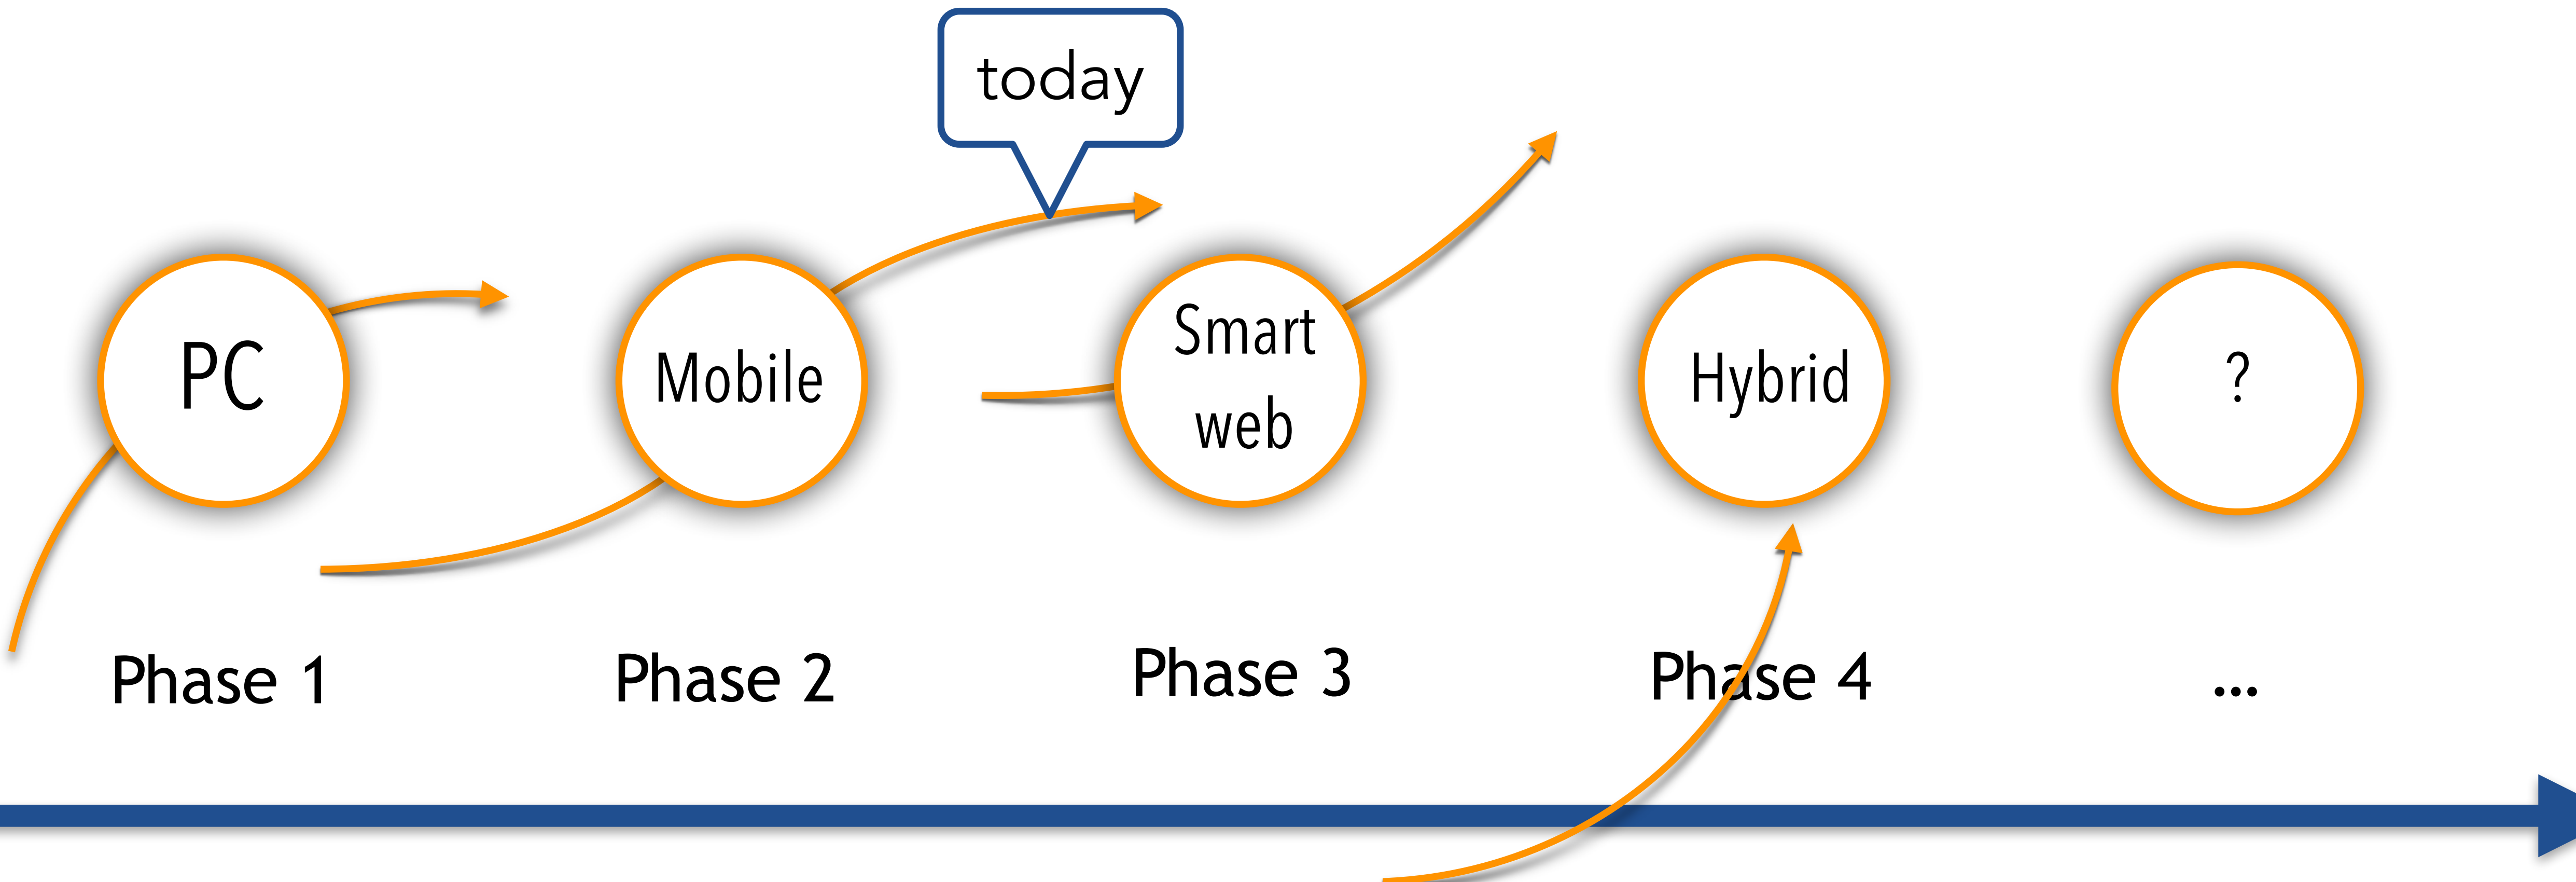 today
PC
Mobile
Smart
web
Hybrid
?
Phase 1
Phase 2
Phase 3
Phase 4
...